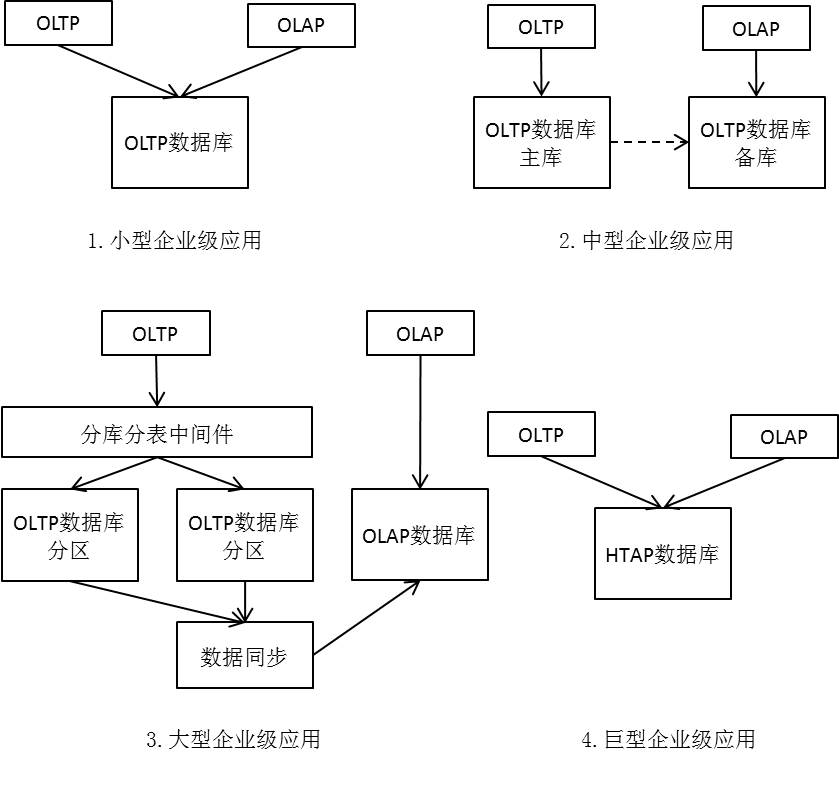 OLTP
OLAP
OLTP数据库
1.小型企业级应用
OLTP
OLAP
OLTP数据库
主库
OLTP数据库
备库
2.中型企业级应用
OLTP
OLAP
分库分表中间件
OLTP数据库
分区
OLTP数据库
分区
OLAP数据库
数据同步
3.大型企业级应用
OLTP
OLAP
HTAP数据库
4.巨型企业级应用